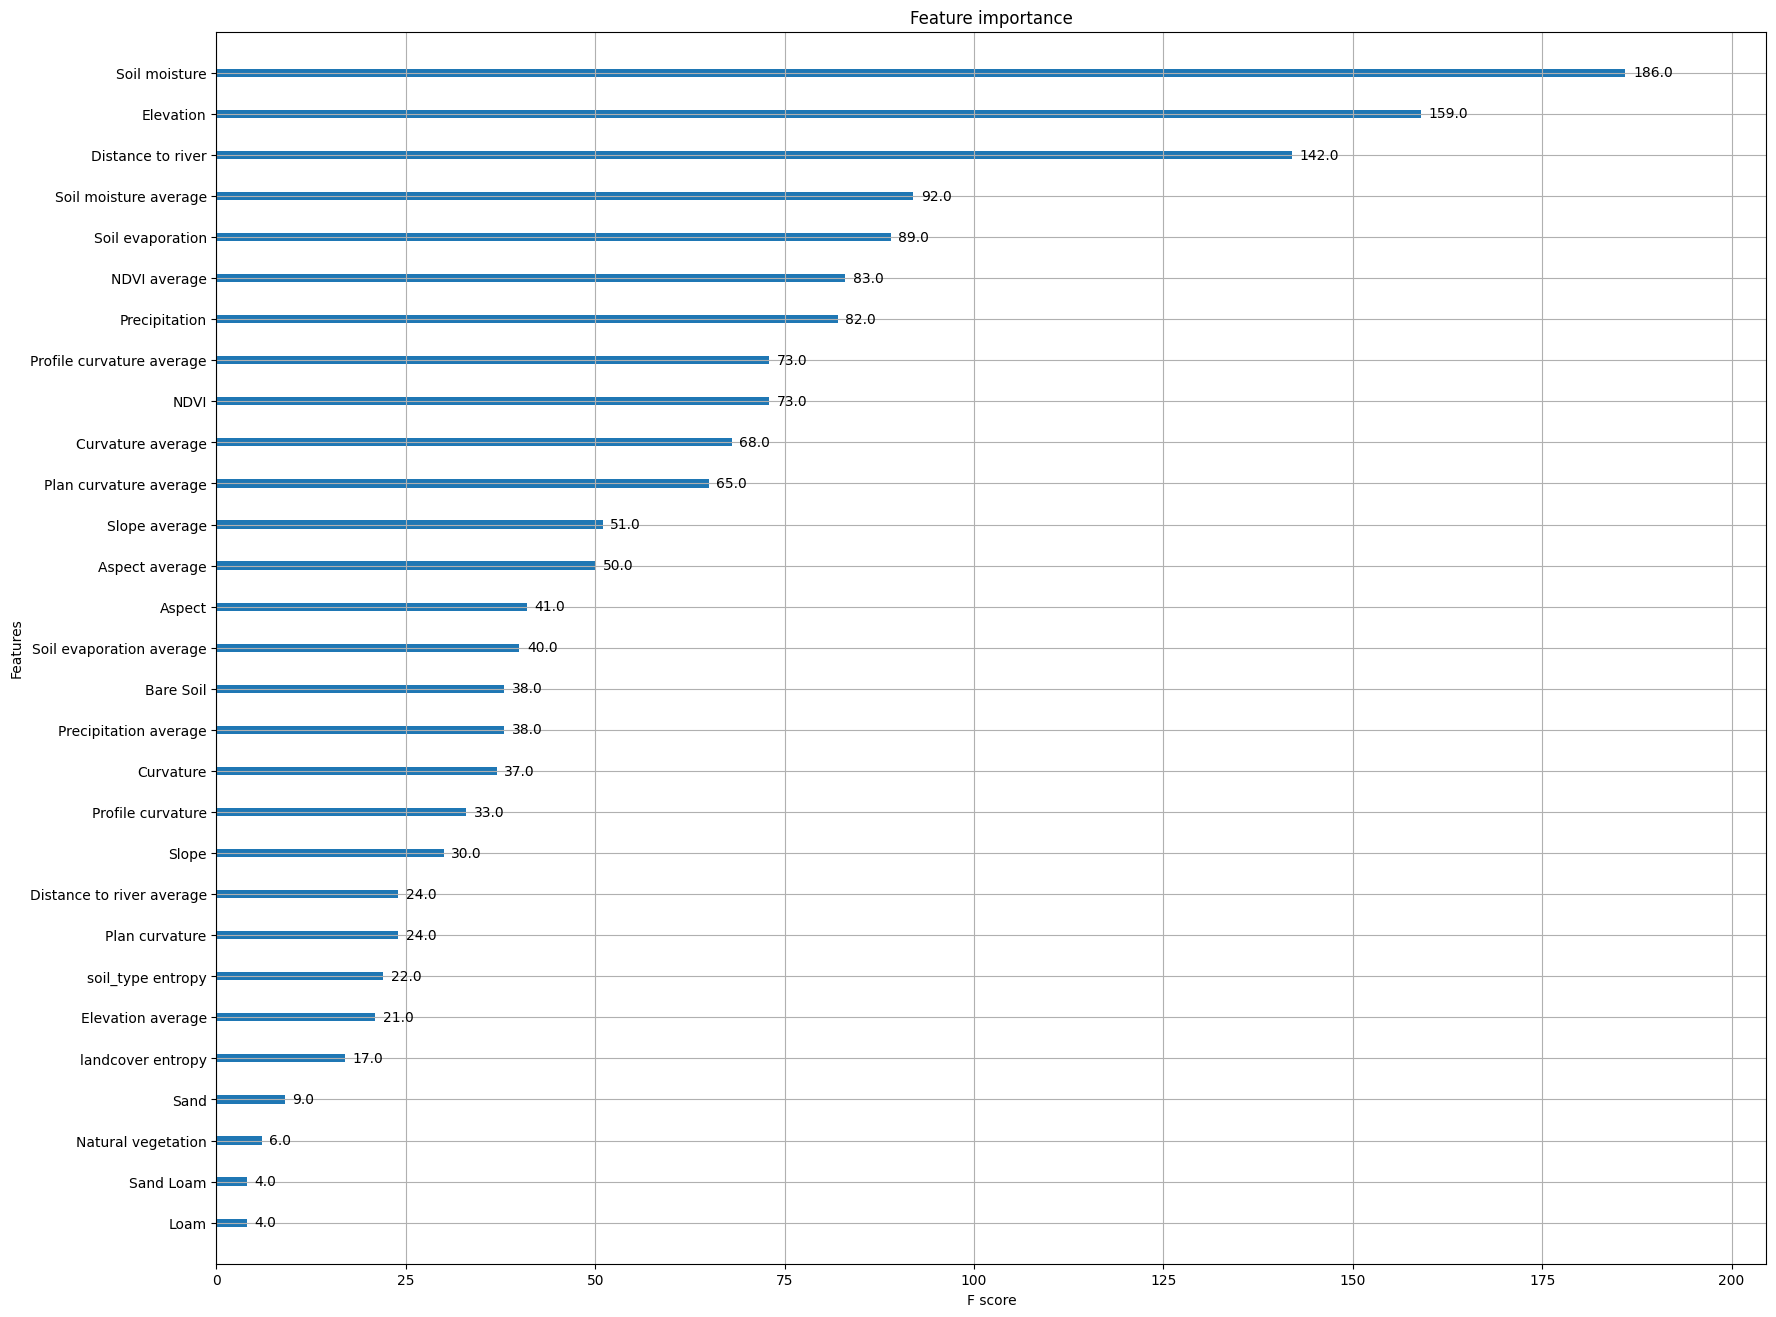 Feature importance
Soil moisture 186.0
Elevation 159.0
Distance to river 142.0
Soil moisture average 92.0
Soil evaporation 89.0
NDVI average 83.0
Precipitation 82.0
Profile curvature average 73.0
NDVI 73.0
Curvature average 68.0
Plan curvature average 65.0
Slope average 51.0
Aspect average 50.0
Aspect 41.0
Features
Soil evaporation average 40.0
Bare Soil 38.0
Precipitation average 38.0
Curvature 37.0
Profile curvature 33.0
Slope 30.0
Distance to river average 24.0
Plan curvature 24.0
soil_type entropy 22.0
Elevation average 21.0
landcover entropy 17.0
Sand 9.0
Natural vegetation 6.0
Sand Loam 4.0
Loam 4.0
0 25 50 75 100 125 150 175 200
F score